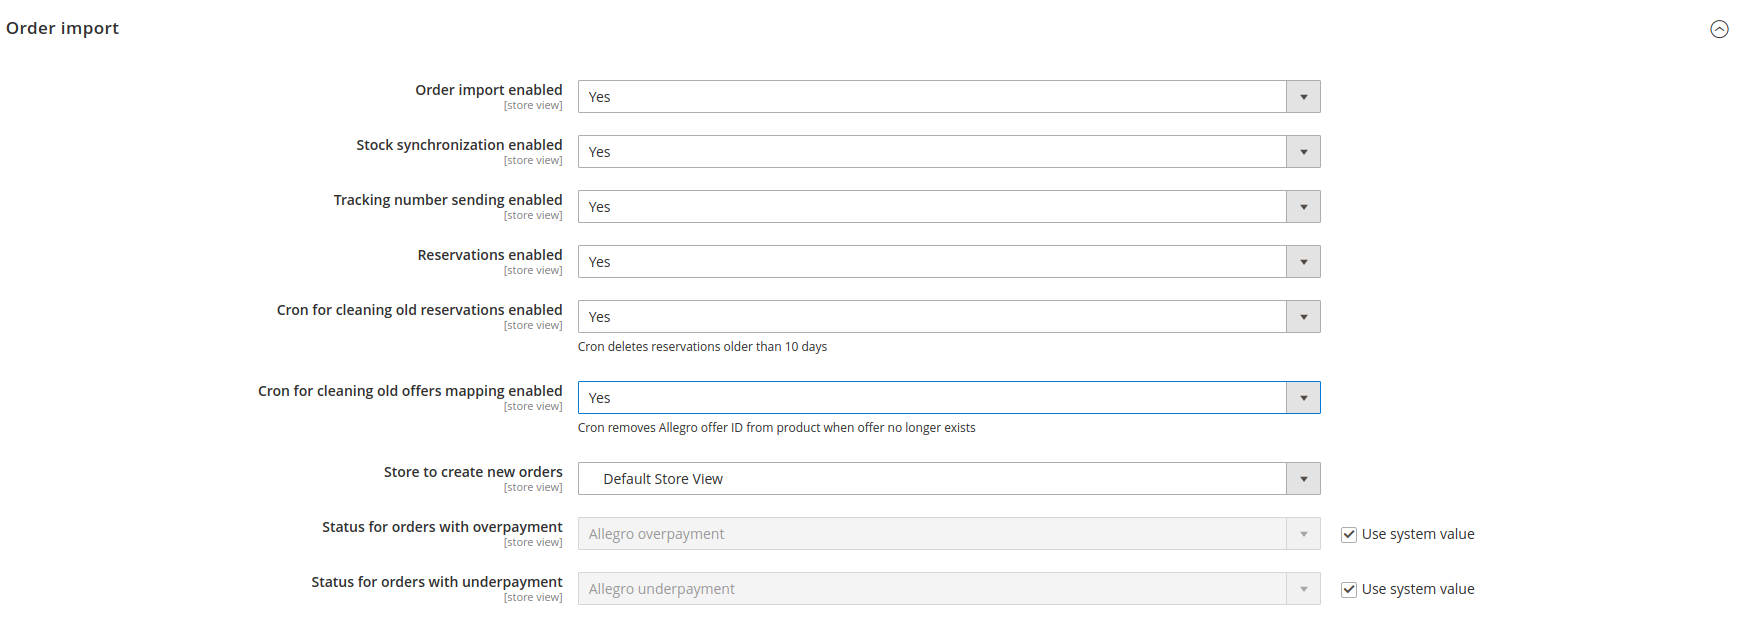 Order import
Order import enabled
[store view]
Yes
Stock synchronization enabled
[store view]
Yes
Tracking number sending enabled
[store view]
Yes
Reservations enabled
[store view]
Yes
Cron for cleaning old reservations enabled
[store view]
Yes
Cron deletes reservations older than 10 days
Cron for cleaning old offers mapping enabled
[store view]
Yes
Cron removes Allegro offer ID from product when offer no longer exists
Store to create new orders
[store view]
Default Store View
Status for orders with overpayment
[store view]
Allegro overpayment
Use system value
Status for orders with underpayment
[store view]
Allegro underpayment
Use system value